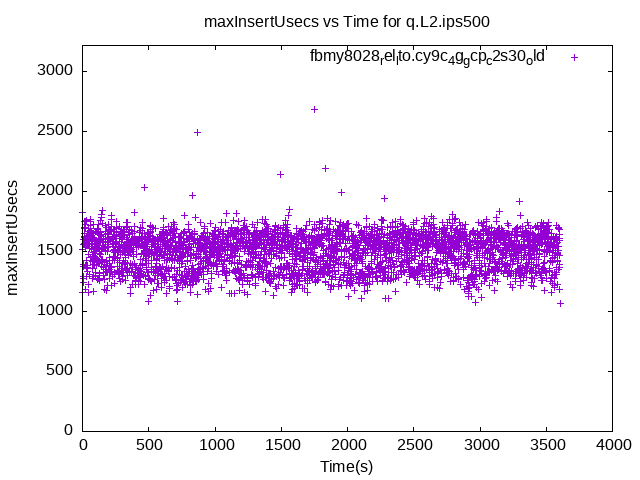 maxInsertUsecs vs Time for q.L2.ips500
fbmy8028relito.cy9c4ggcpc2s30old
maxInsertUsecs
3000
2500
2000
1500
1000
500
0
0 500 1000 1500 2000 2500 3000 3500 4000
Time(s)